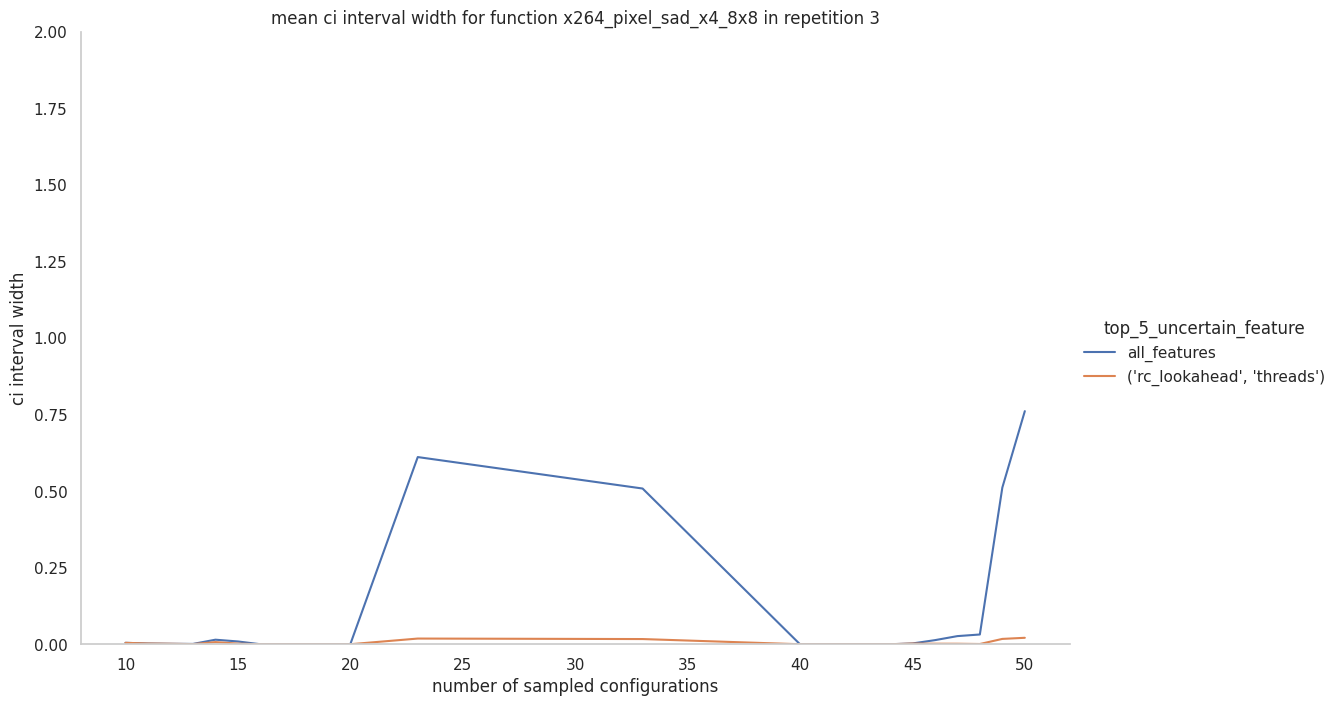 mean ci interval width for function x264_pixel_sad_x4_8x8 in repetition 3
2.00
1.75
1.50
1.25
1.00
0.75
0.50
0.25
0.00
ci interval width
10 15 20 25 30 35 40 45 50
number of sampled configurations
top_5_uncertain_feature
all_features
('rc_lookahead', 'threads')